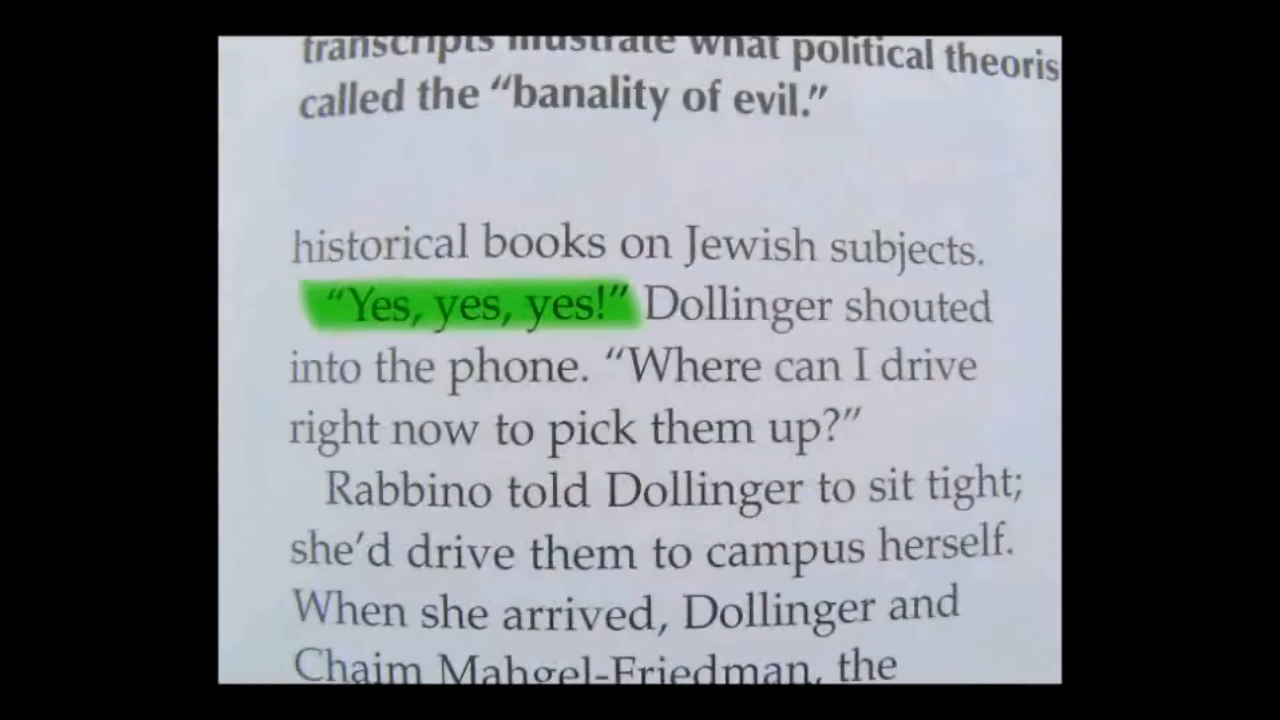 transcripts illustrate what political theoris
called the “banality of evil.”
historical books on Jewish subjects.
“Yes, yes, yes!” Dollinger shouted
into the phone. “Where can I drive
right now to pick them up?”
Rabbino told Dollinger to sit tight;
she’d drive them to campus herself.
When she arrived, Dollinger and
Chaim Mahgel-Friedman, the